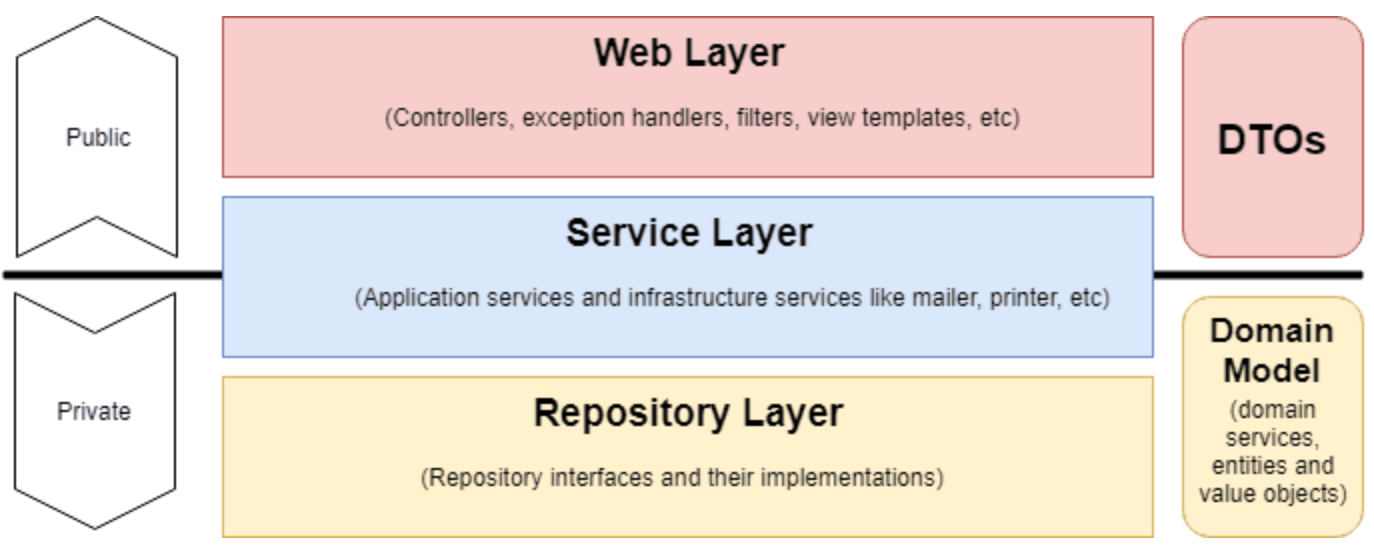 Public
Private
Web Layer
(Controllers, exception handlers, filters, view templates, etc)
Service Layer
(Application services and infrastructure services like mailer, printer, etc)
Repository Layer
(Repository interfaces and their implementations)
DTOs
Domain
Model
(domain
services,
entities and
value objects)